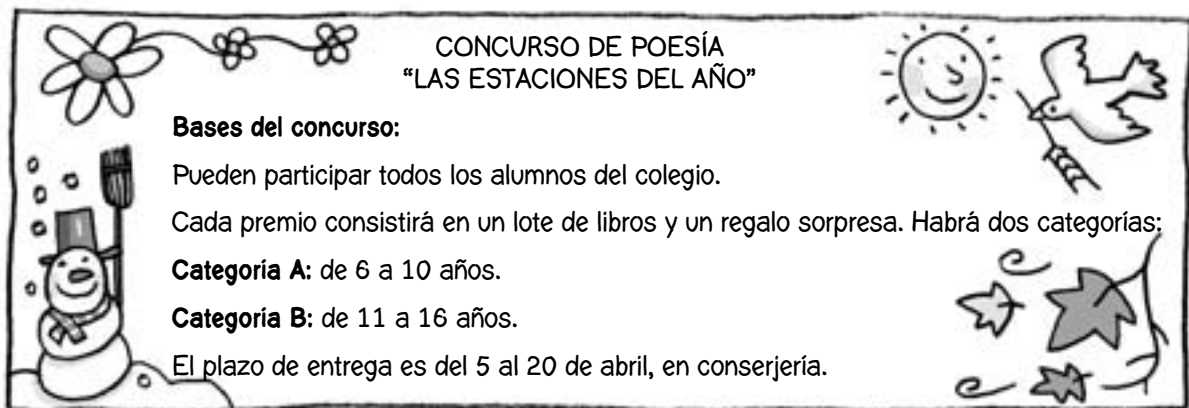 CONCURSO DE POESÍA
“LAS ESTACIONES DEL AÑO”
Bases del concurso:
Pueden participar todos los alumnos del colegio.
Cada premio consistirá en un lote de libros y un regalo sorpresa. Habrá dos categorías:
Categoría A: de 6 a 10 años.
Categoría B: de 11 a 16 años.
El plazo de entrega es del 5 al 20 de abril, en conserjería.